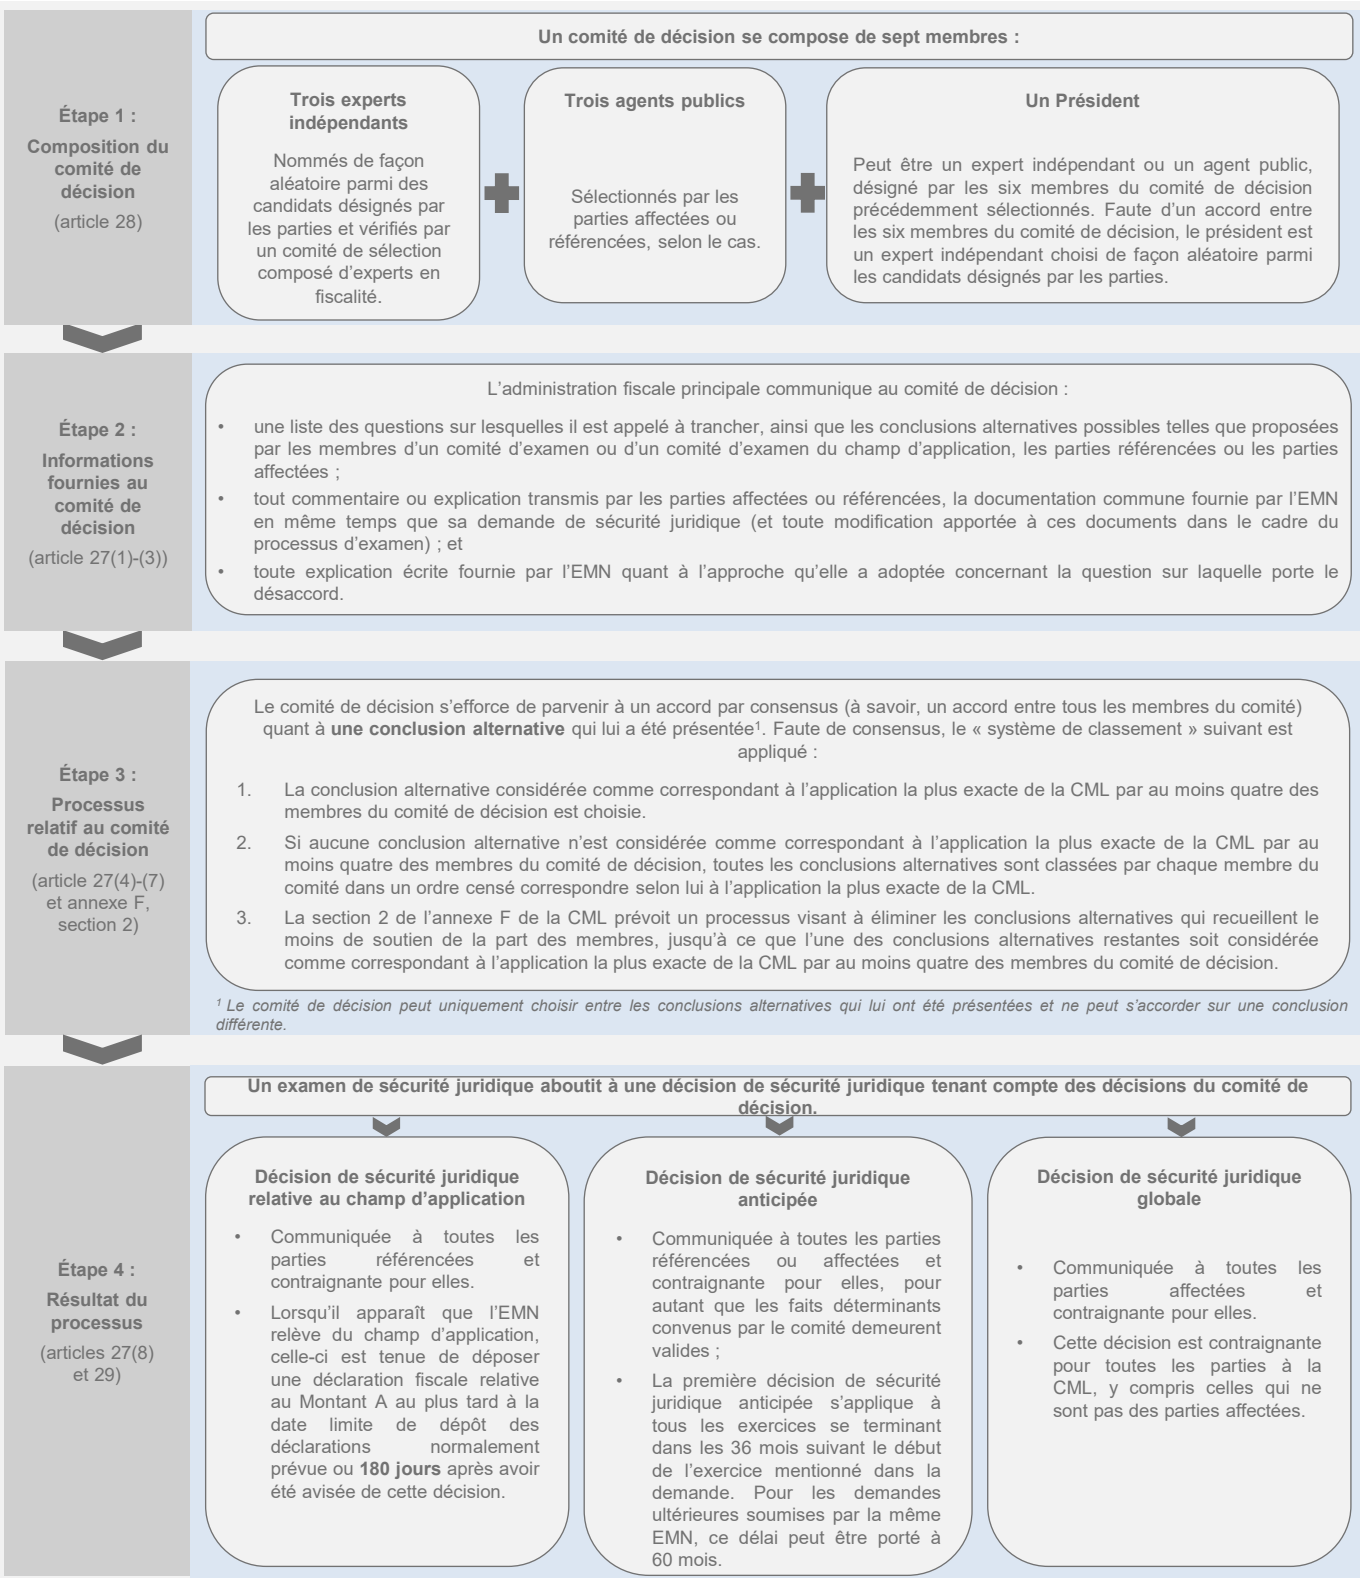 Étape 1 :
Composition du
comité de
décision
(article 28)
Un comité de décision se compose de sept membres :
Trois experts
indépendants
Nommés de façon
aléatoire parmi des
candidats désignés par
les parties et vérifiés par
un comité de sélection
composé d’experts en
fiscalité.
Trois agents publics
Sélectionnés par les
parties affectées ou
référencées, selon le cas.
Un Président
Peut être un expert indépendant ou un agent public,
désigné par les six membres du comité de décision
précédemment sélectionnés. Faute d’un accord entre
les six membres du comité de décision, le président est
un expert indépendant choisi de façon aléatoire parmi
les candidats désignés par les parties.
Étape 2 :
Informations
fournies au
comité de
décision
(article 27(1)-(3))
L’administration fiscale principale communique au comité de décision :
• une liste des questions sur lesquelles il est appelé à trancher, ainsi que les conclusions alternatives possibles telles que proposées
par les membres d’un comité d’examen ou d’un comité d’examen du champ d’application, les parties référencées ou les parties
affectées ;
• tout commentaire ou explication transmis par les parties affectées ou référencées, la documentation commune fournie par l’EMN
en même temps que sa demande de sécurité juridique (et toute modification apportée à ces documents dans le cadre du
processus d’examen) ; et
• toute explication écrite fournie par l’EMN quant à l’approche qu’elle a adoptée concernant la question sur laquelle porte le
désaccord.
Étape 3 :
Processus
relatif au comité
de décision
(article 27(4)-(7)
et annexe F,
section 2)
Le comité de décision s’efforce de parvenir à un accord par consensus (à savoir, un accord entre tous les membres du comité)
quant à une conclusion alternative qui lui a été présentée¹. Faute de consensus, le « système de classement » suivant est
appliqué :
1. La conclusion alternative considérée comme correspondant à l’application la plus exacte de la CML par au moins quatre des
membres du comité de décision est choisie.
2. Si aucune conclusion alternative n’est considérée comme correspondant à l’application la plus exacte de la CML par au
moins quatre des membres du comité de décision, toutes les conclusions alternatives sont classées par chaque membre du
comité dans un ordre censé correspondre selon lui à l’application la plus exacte de la CML.
3. La section 2 de l’annexe F de la CML prévoit un processus visant à éliminer les conclusions alternatives qui recueillent le
moins de soutien de la part des membres, jusqu’à ce que l’une des conclusions alternatives restantes soit considérée
comme correspondant à l’application la plus exacte de la CML par au moins quatre des membres du comité de décision.
¹ Le comité de décision peut uniquement choisir entre les conclusions alternatives qui lui ont été présentées et ne peut s’accorder sur une conclusion
différente.
Étape 4 :
Résultat du
processus
(articles 27(8)
et 29)
Un examen de sécurité juridique aboutit à une décision de sécurité juridique tenant compte des décisions du comité de
décision.
Décision de sécurité juridique
relative au champ d’application
• Communiquée à toutes les
parties référencées et
contraignante pour elles.
• Lorsqu’il apparaît que l’EMN
relève du champ d’application,
celle-ci est tenue de déposer
une déclaration fiscale relative
au Montant A au plus tard à la
date limite de dépôt des
déclarations normalement
prévue ou 180 jours après avoir
été avisée de cette décision.
Décision de sécurité juridique
anticipée
• Communiquée à toutes les parties
référencées ou affectées et
contraignante pour elles, pour
autant que les faits déterminants
convenus par le comité demeurent
valides ;
• La première décision de sécurité
juridique anticipée s’applique à
tous les exercices se terminant
dans les 36 mois suivant le début
de l’exercice mentionné dans la
demande. Pour les demandes
ultérieures soumises par la même
EMN, ce délai peut être porté à
60 mois.
Décision de sécurité juridique
globale
• Communiquée à toutes les
parties affectées et
contraignante pour elles.
• Cette décision est contraignante
pour toutes les parties à la
CML, y compris celles qui ne
sont pas des parties affectées.